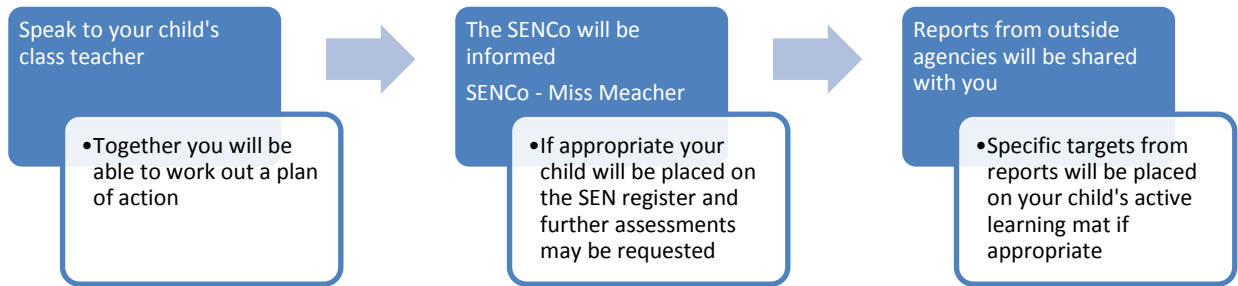 Speak to your child's
class teacher
•Together you will be
able to work out a plan
of action
The SENCo will be
informed
SENCo - Miss Meacher
•If appropriate your
child will be placed on
the SEN register and
further assessments
may be requested
Reports from outside
agencies will be shared
with you
•Specific targets from
reports will be placed
on your child's active
learning mat if
appropriate